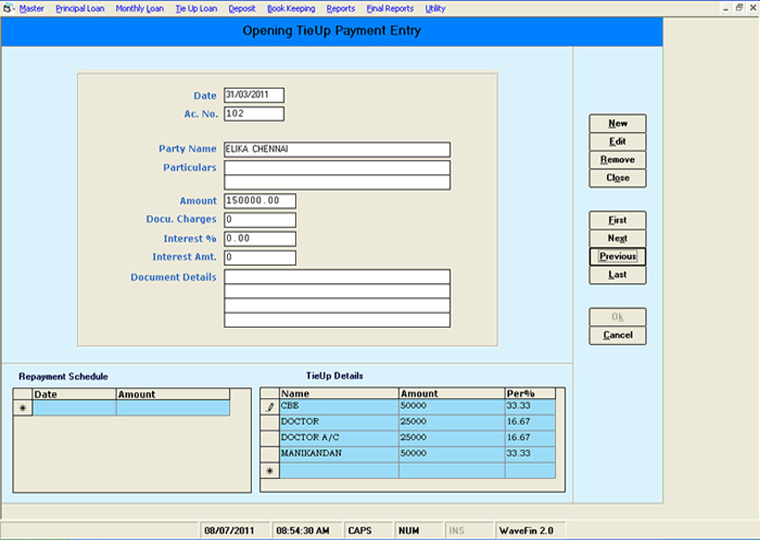 Master Principal Loan Monthly Loan Tie Up Loan Deposit Book Keeping Reports Final Reports Utility
Opening TieUp Payment Entry
Date 31/03/2011
Ac. No. 102
Party Name ELIKA CHENNAI
Particulars
Amount 150000.00
Docu. Charges 0
Interest % 0.00
Interest Amt. 0
Document Details
New
Edit
Remove
Close
First
Next
Previous
Last
Ok
Cancel
Repayment Schedule
Date Amount
TieUp Details
Name Amount Per%
CBE 50000 33.33
DOCTOR 25000 16.67
DOCTOR A/C 25000 16.67
MANIKANDAN 50000 33.33
08/07/2011 08:54:30 AM CAPS NUM INS WaveFin 2.0